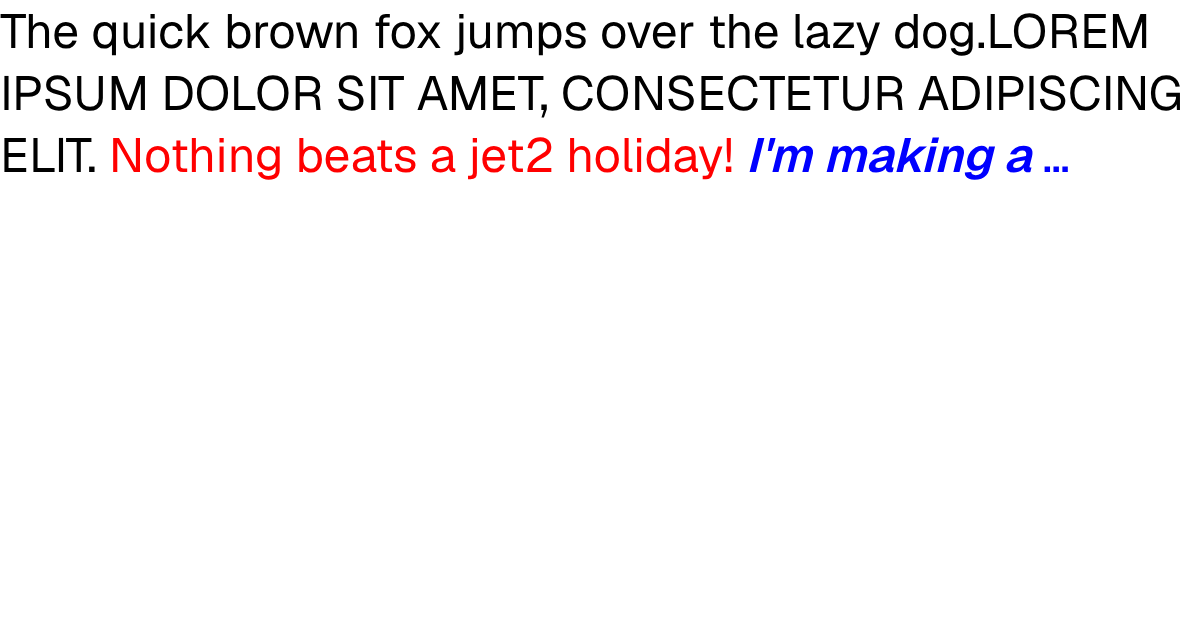 The quick brown fox jumps over the lazy dog.LOREM
IPSUM DOLOR SIT AMET, CONSECTETUR ADIPISCING
ELIT. Nothing beats a jet2 holiday! I'm making a …